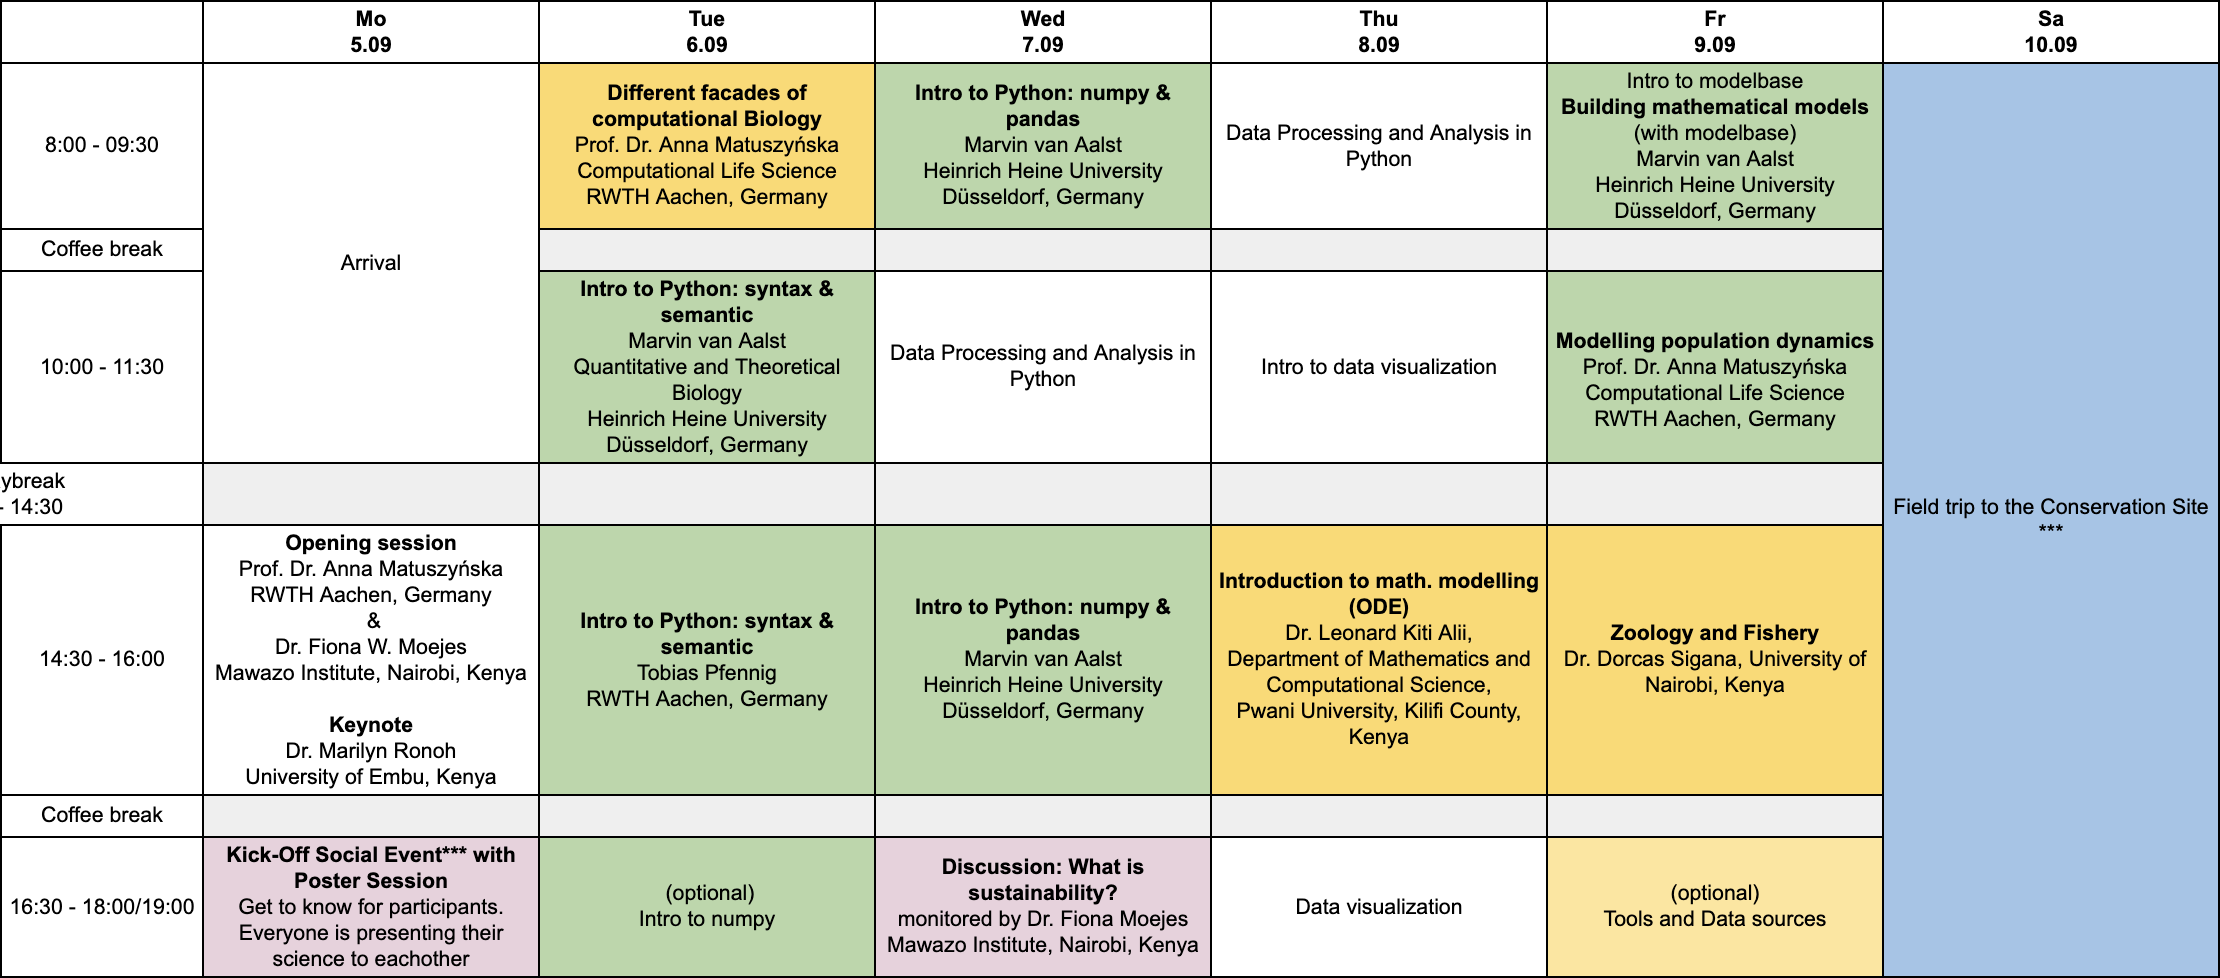 Mo
5.09
Tue
6.09
Wed
7.09
Thu
8.09
Fr
9.09
Sa
10.09
8:00 - 09:30
Arrival
Different facades of
computational Biology
Prof. Dr. Anna Matuszyńska
Computational Life Science
RWTH Aachen, Germany
Intro to Python: numpy &
pandas
Marvin van Aalst
Heinrich Heine University
Düsseldorf, Germany
Data Processing and Analysis in
Python
Intro to modelbase
Building mathematical models
(with modelbase)
Marvin van Aalst
Heinrich Heine University
Düsseldorf, Germany
Field trip to the Conservation Site
***
Coffee break
10:00 - 11:30
Intro to Python: syntax &
semantic
Marvin van Aalst
Quantitative and Theoretical
Biology
Heinrich Heine University
Düsseldorf, Germany
Data Processing and Analysis in
Python
Intro to data visualization
Modelling population dynamics
Prof. Dr. Anna Matuszyńska
Computational Life Science
RWTH Aachen, Germany
ybreak
- 14:30
14:30 - 16:00
Opening session
Prof. Dr. Anna Matuszyńska
RWTH Aachen, Germany
&
Dr. Fiona W. Moejes
Mawazo Institute, Nairobi, Kenya
Keynote
Dr. Marilyn Ronoh
University of Embu, Kenya
Intro to Python: syntax &
semantic
Tobias Pfennig
RWTH Aachen, Germany
Intro to Python: numpy &
pandas
Marvin van Aalst
Heinrich Heine University
Düsseldorf, Germany
Introduction to math. modelling
(ODE)
Dr. Leonard Kiti Alii,
Department of Mathematics and
Computational Science,
Pwani University, Kilifi County,
Kenya
Zoology and Fishery
Dr. Dorcas Sigana, University of
Nairobi, Kenya
Coffee break
16:30 - 18:00/19:00
Kick-Off Social Event*** with
Poster Session
Get to know for participants.
Everyone is presenting their
science to eachother
(optional)
Intro to numpy
Discussion: What is
sustainability?
monitored by Dr. Fiona Moejes
Mawazo Institute, Nairobi, Kenya
Data visualization
(optional)
Tools and Data sources